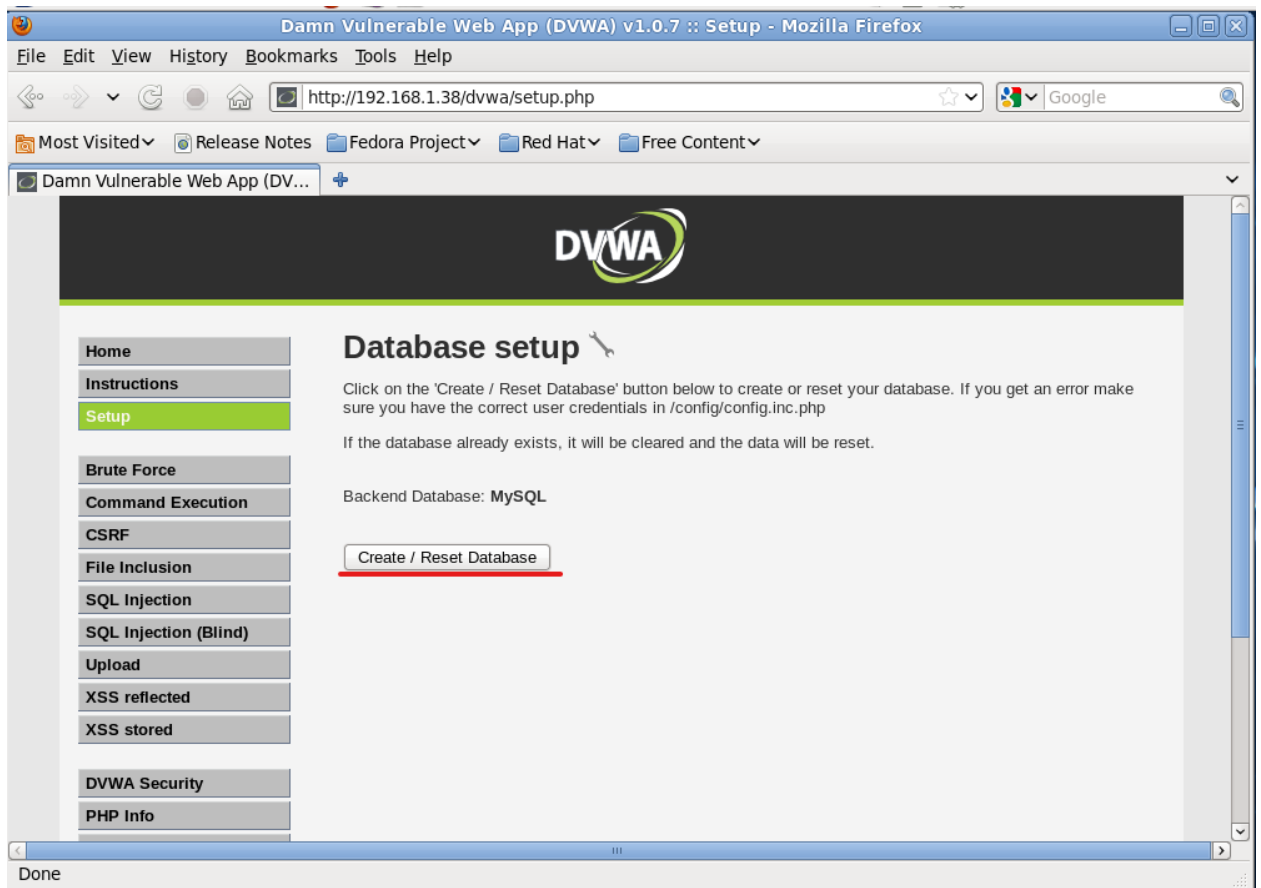 Damn Vulnerable Web App (DVWA) v1.0.7 :: Setup - Mozilla Firefox
File Edit View History Bookmarks Tools Help
http://192.168.1.38/dvwa/setup.php Google
Most Visited Release Notes Fedora Project Red Hat Free Content
Damn Vulnerable Web App (DV...
DVWA
Home
Instructions
Setup
Brute Force
Command Execution
CSRF
File Inclusion
SQL Injection
SQL Injection (Blind)
Upload
XSS reflected
XSS stored
DVWA Security
PHP Info
Database setup
Click on the 'Create / Reset Database' button below to create or reset your database. If you get an error make
sure you have the correct user credentials in /config/config.inc.php
If the database already exists, it will be cleared and the data will be reset.
Backend Database: MySQL
Create / Reset Database
Done